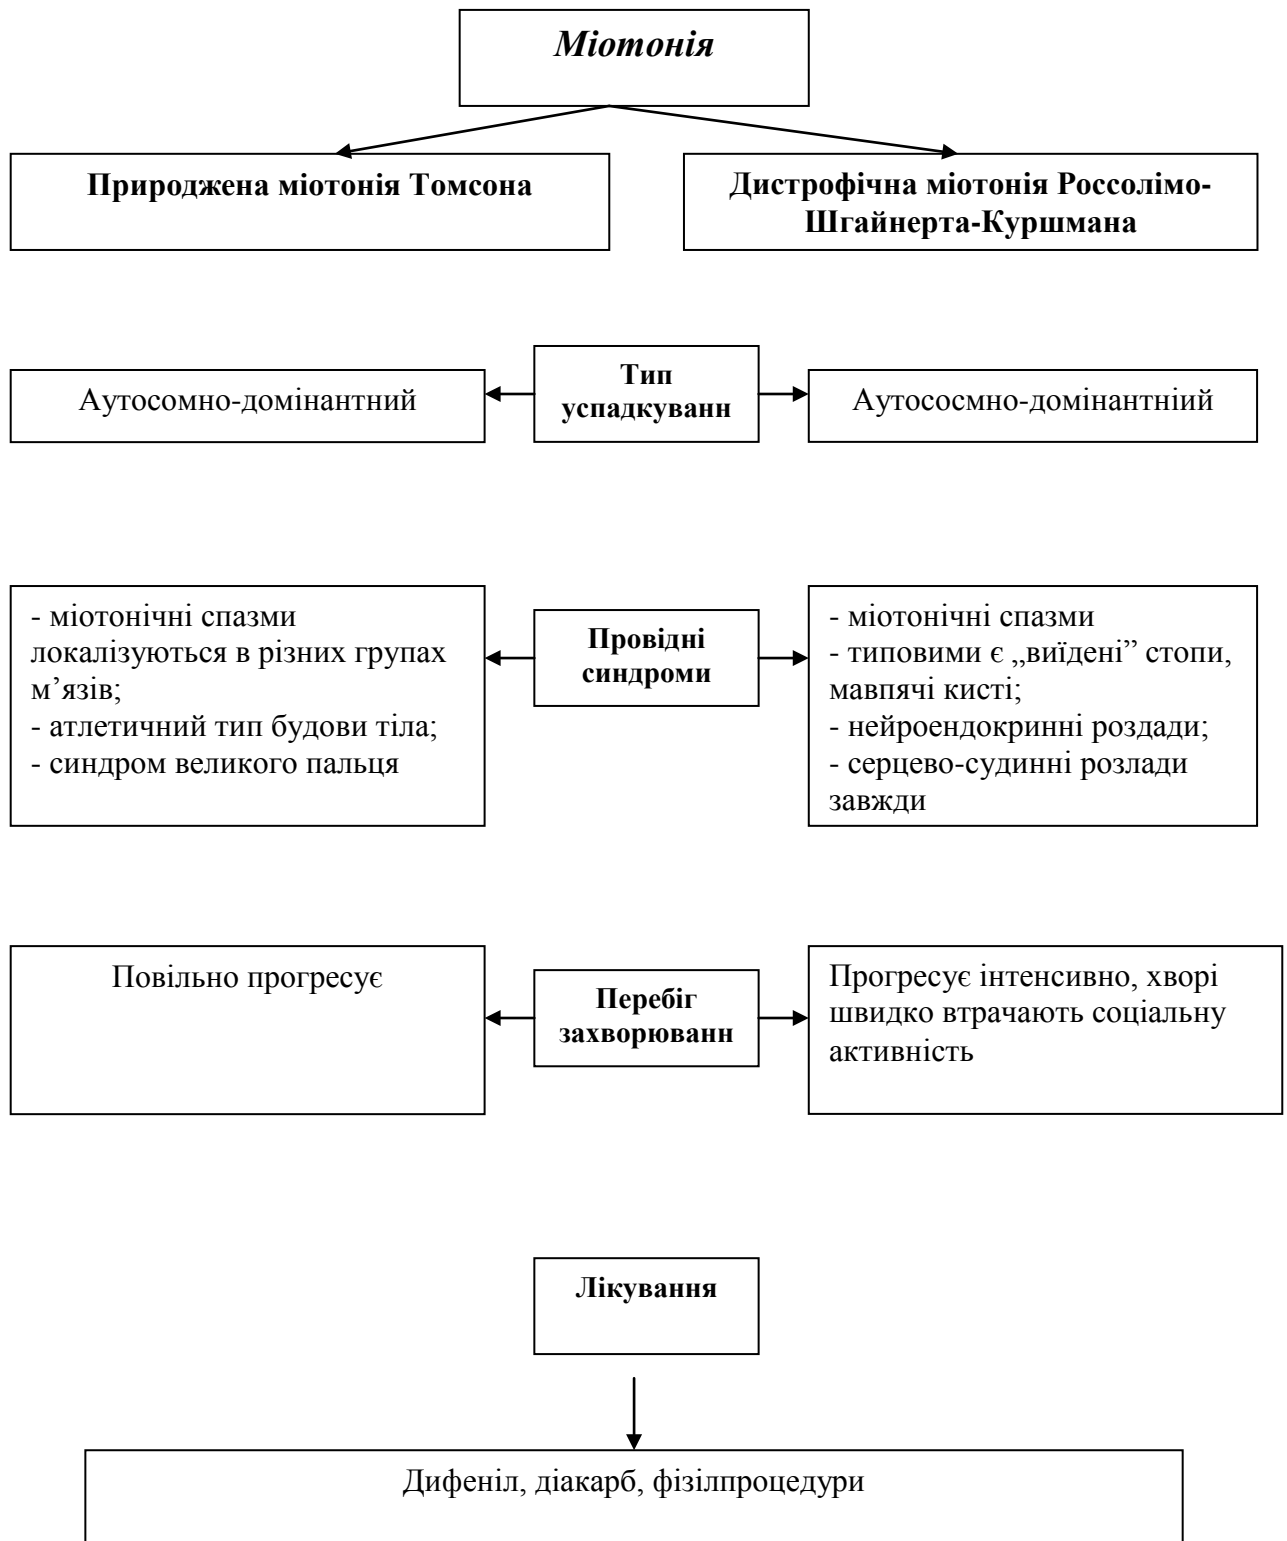 Міотонія
Природжена міотонія Томсона
Дистрофічна міотонія Россолімо-
Шгайнерта-Куршмана
Аутосомно-домінантний
Тип
успадкуванн
Аутососмно-домінантніий
- міотонічні спазми
локалізуються в різних групах
м’язів;
- атлетичний тип будови тіла;
- синдром великого пальця
Провідні
синдроми
- міотонічні спазми
- типовими є „виїдені” стопи,
мавпячі кисті;
- нейроендокринні роздади;
- серцево-судинні розлади
завжди
Повільно прогресує
Перебіг
захворюванн
Прогресує інтенсивно, хворі
швидко втрачають соціальну
активність
Лікування
Дифеніл, діакарб, фізілпроцедури